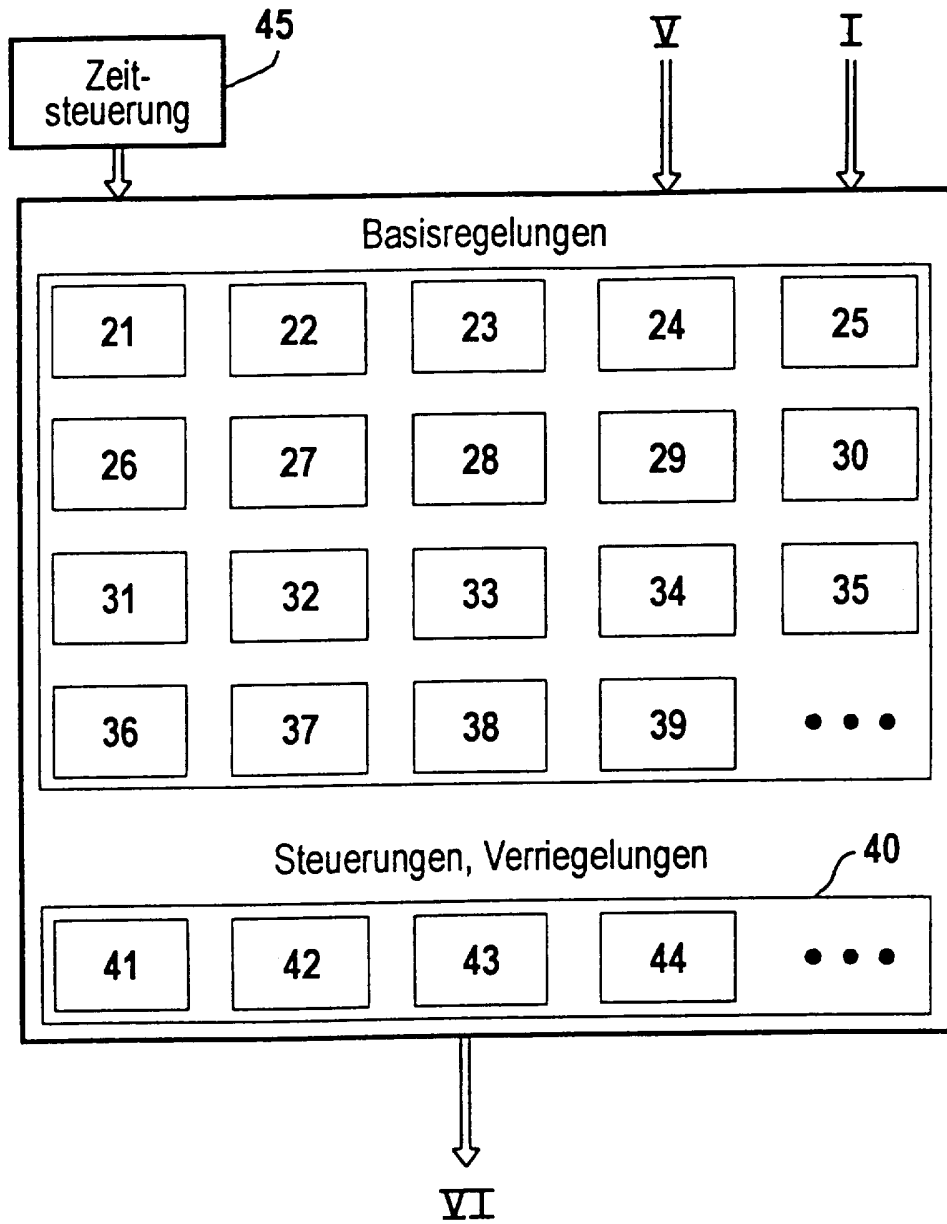 45
V I
Zeit-
steuerung
Basisregelungen
21 22 23 24 25
26 27 28 29 30
31 32 33 34 35
36 37 38 39 •••
Steuerungen, Verriegelungen 40
41 42 43 44 •••
VI